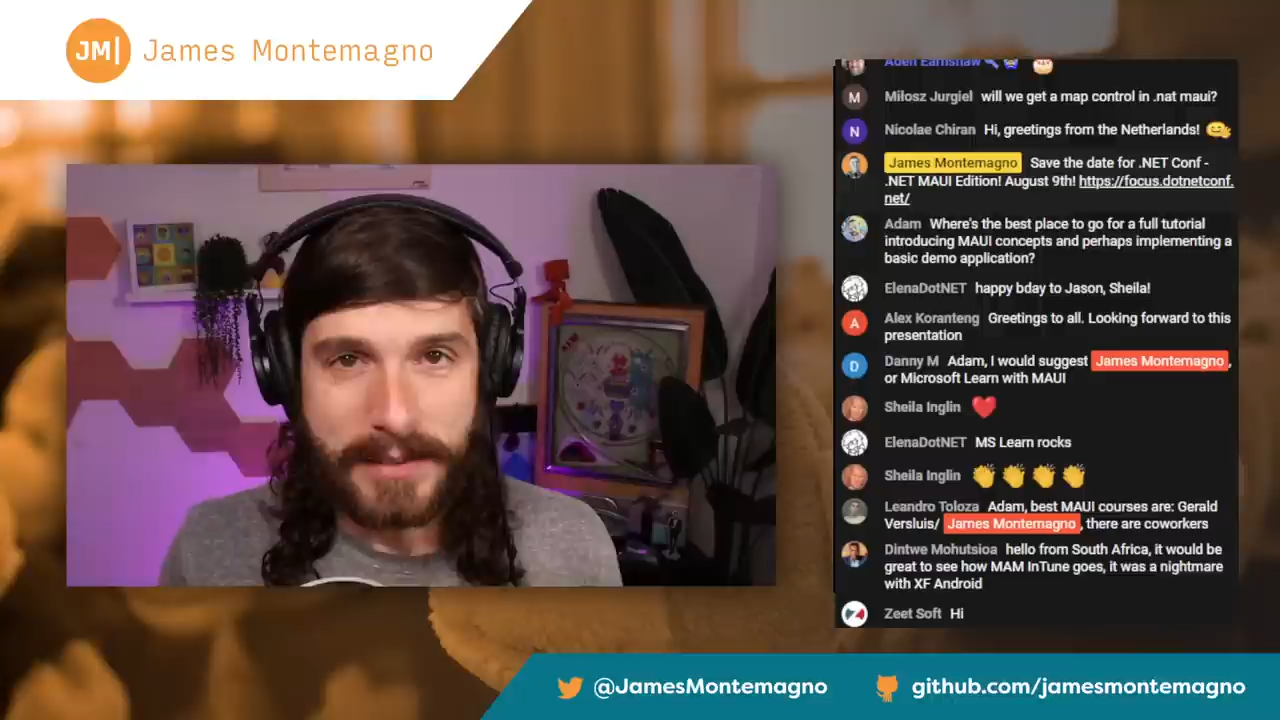 JM|
James Montemagno
Aden Earnshaw
Miłosz Jurgiel will we get a map control in .nat maui?
N
M
Nicolae Chiran Hi, greetings from the Netherlands!
James Montemagno Save the date for .NET Conf -
.NET MAUI Edition! August 9th! https://focus.dotnetconf.
net/
Adam Where's the best place to go for a full tutorial
introducing MAUI concepts and perhaps implementing a
basic demo application?
ElenaDotNET happy bday to Jason, Sheila!
A
Alex Koranteng Greetings to all. Looking forward to this
presentation
D
Danny M Adam, I would suggest James Montemagno,
or Microsoft Learn with MAUI
Sheila Inglin
ElenaDotNET MS Learn rocks
Sheila Inglin
Leandro Toloza Adam, best MAUI courses are: Gerald
Versluis/ James Montemagno, there are coworkers
Dintwe Mohutsioa hello from South Africa, it would be
great to see how MAM InTune goes, it was a nightmare
with XF Android
Zeet Soft Hi
@JamesMontemagno
github.com/jamesmontemagno